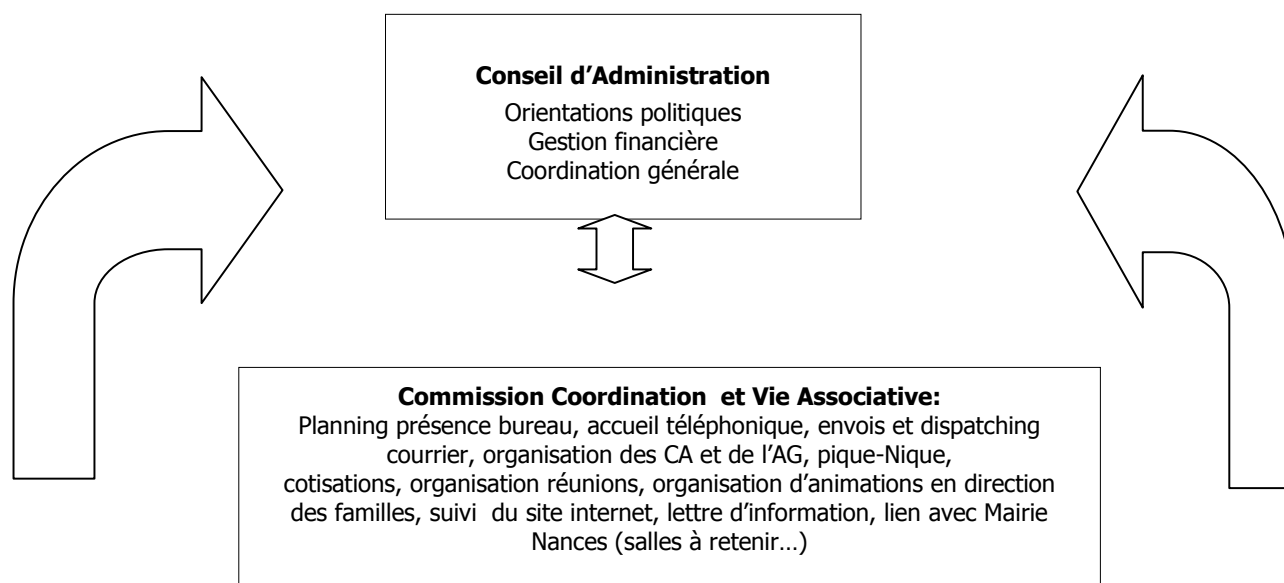 Conseil d’Administration
Orientations politiques
Gestion financière
Coordination générale
Commission Coordination et Vie Associative:
Planning présence bureau, accueil téléphonique, envois et dispatching
courrier, organisation des CA et de l’AG, pique-Nique,
cotisations, organisation réunions, organisation d’animations en direction
des familles, suivi du site internet, lettre d’information, lien avec Mairie
Nances (salles à retenir…)